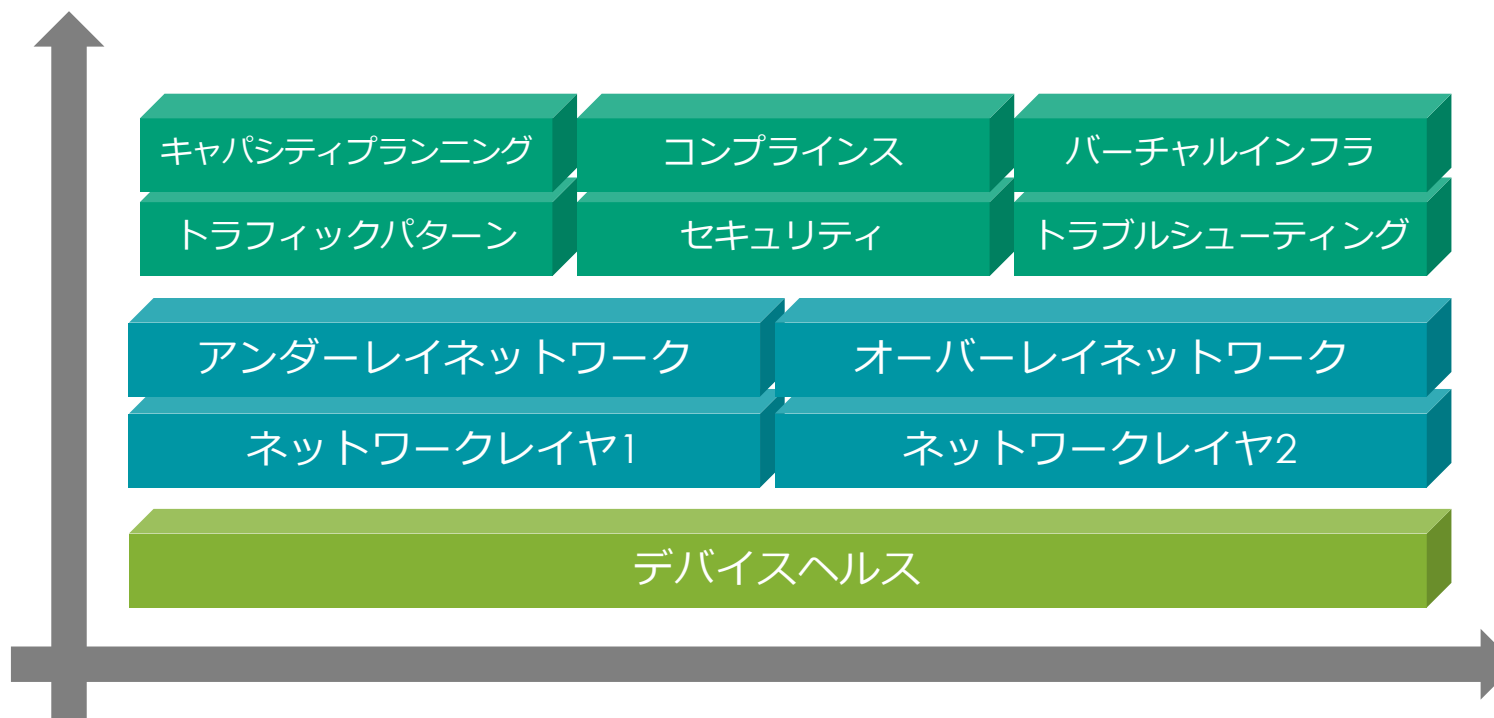 キャパシティプランニング
コンプラインス
バーチャルインフラ
トラフィックパターン
セキュリティ
トラブルシューティング
アンダーレイネットワーク
オーバーレイネットワーク
ネットワークレイヤ1
ネットワークレイヤ2
デバイスヘルス